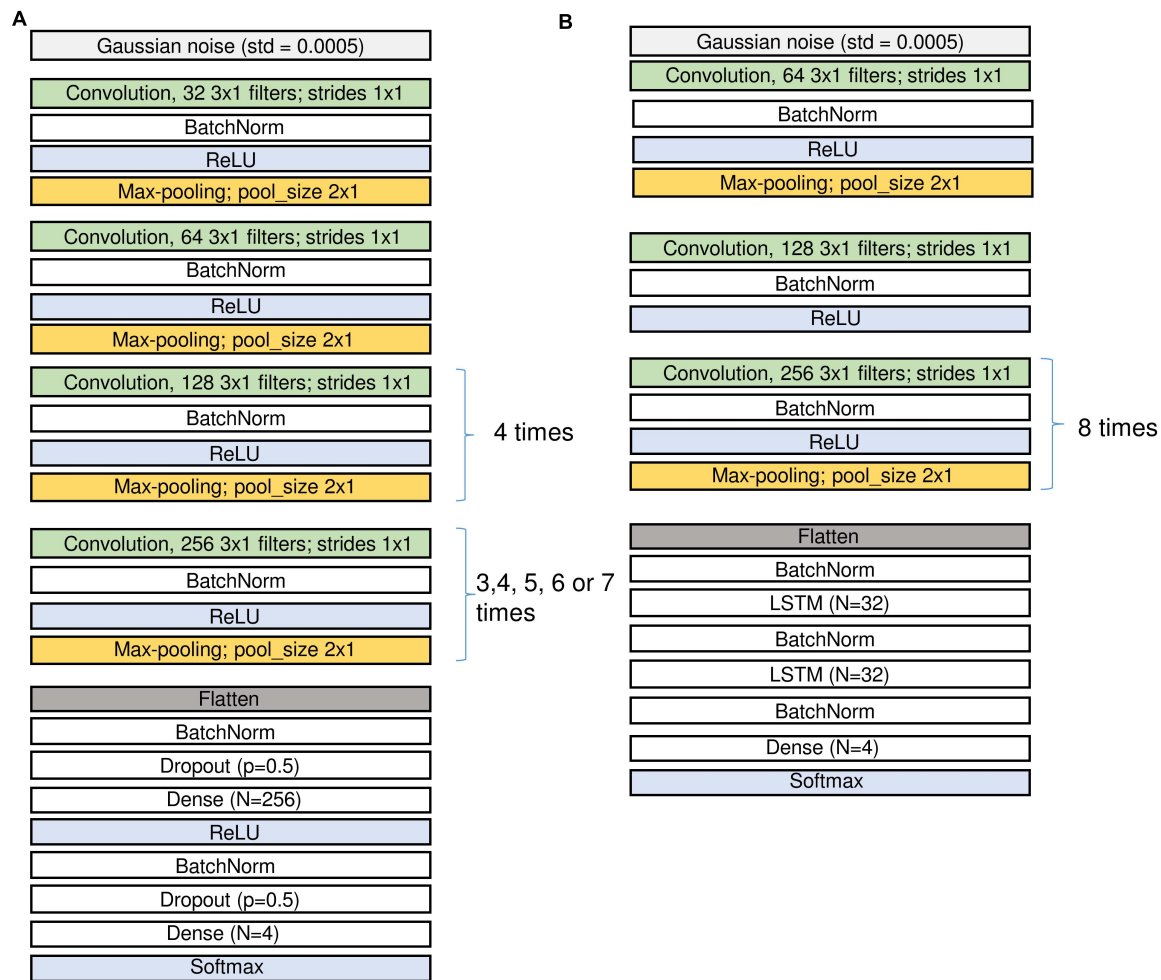 A
Gaussian noise (std = 0.0005)
Convolution, 32 3x1 filters; strides 1x1
BatchNorm
ReLU
Max-pooling; pool_size 2x1
Convolution, 64 3x1 filters; strides 1x1
BatchNorm
ReLU
Max-pooling; pool_size 2x1
Convolution, 128 3x1 filters; strides 1x1
BatchNorm
ReLU
Max-pooling; pool_size 2x1
4 times
Convolution, 256 3x1 filters; strides 1x1
BatchNorm
ReLU
Max-pooling; pool_size 2x1
3,4, 5, 6 or 7
times
Flatten
BatchNorm
Dropout (p=0.5)
Dense (N=256)
ReLU
BatchNorm
Dropout (p=0.5)
Dense (N=4)
Softmax
B
Gaussian noise (std = 0.0005)
Convolution, 64 3x1 filters; strides 1x1
BatchNorm
ReLU
Max-pooling; pool_size 2x1
Convolution, 128 3x1 filters; strides 1x1
BatchNorm
ReLU
Convolution, 256 3x1 filters; strides 1x1
BatchNorm
ReLU
Max-pooling; pool_size 2x1
8 times
Flatten
BatchNorm
LSTM (N=32)
BatchNorm
LSTM (N=32)
BatchNorm
Dense (N=4)
Softmax